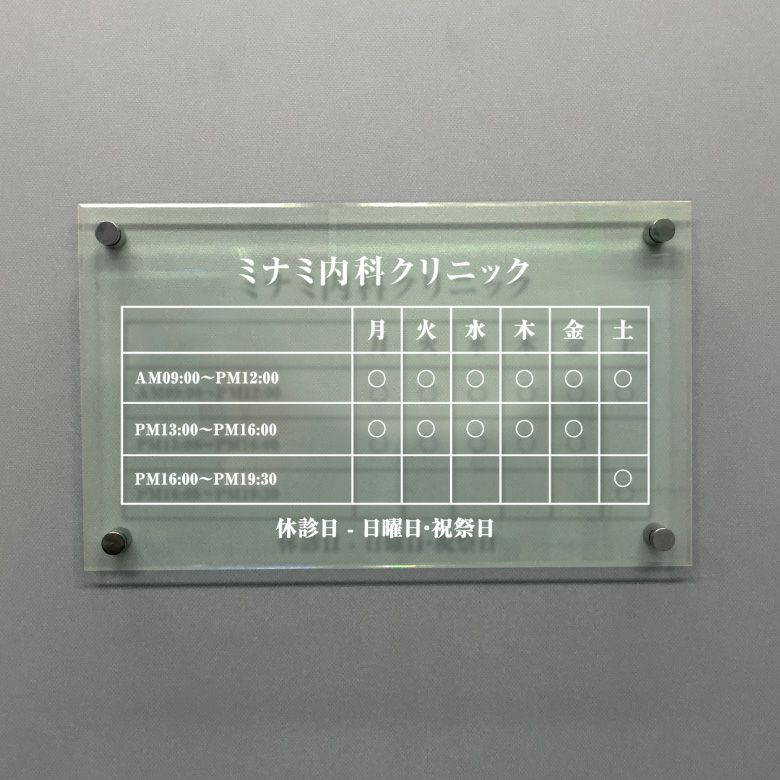 ミナミ内科クリニック
月 火 水 木 金 土
AM09:00〜PM12:00 ○ ○ ○ ○ ○ ○
PM13:00〜PM16:00 ○ ○ ○ ○ ○
PM16:00〜PM19:30 ○
休診日 - 日曜日・祝祭日